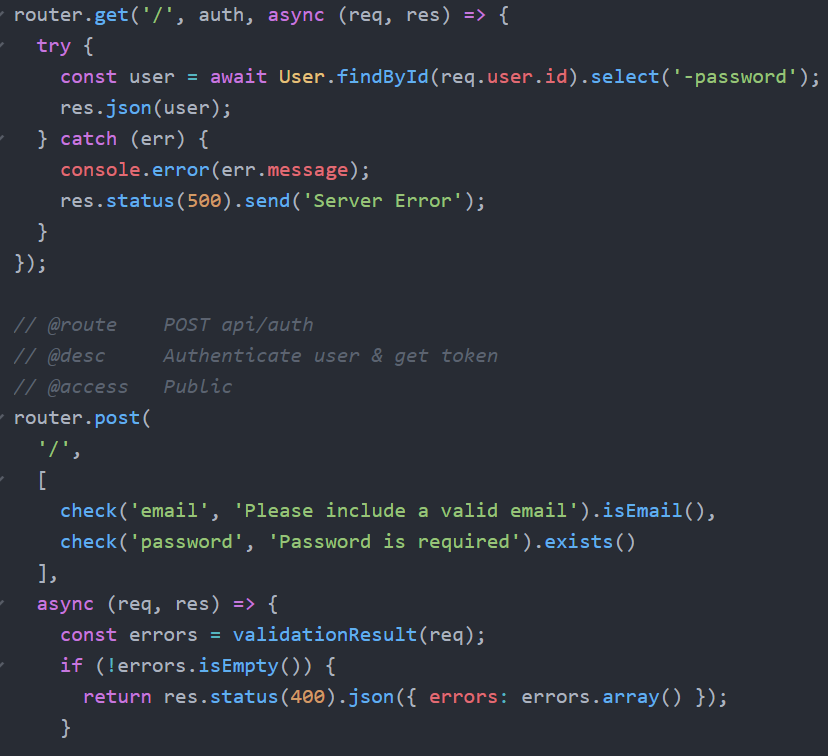 router.get('/', auth, async (req, res) => {
  try {
    const user = await User.findById(req.user.id).select('-password');
    res.json(user);
  } catch (err) {
    console.error(err.message);
    res.status(500).send('Server Error');
  }
});

// @route    POST api/auth
// @desc     Authenticate user & get token
// @access   Public
router.post(
  '/',
  [
    check('email', 'Please include a valid email').isEmail(),
    check('password', 'Password is required').exists()
  ],
  async (req, res) => {
    const errors = validationResult(req);
    if (!errors.isEmpty()) {
      return res.status(400).json({ errors: errors.array() });
    }